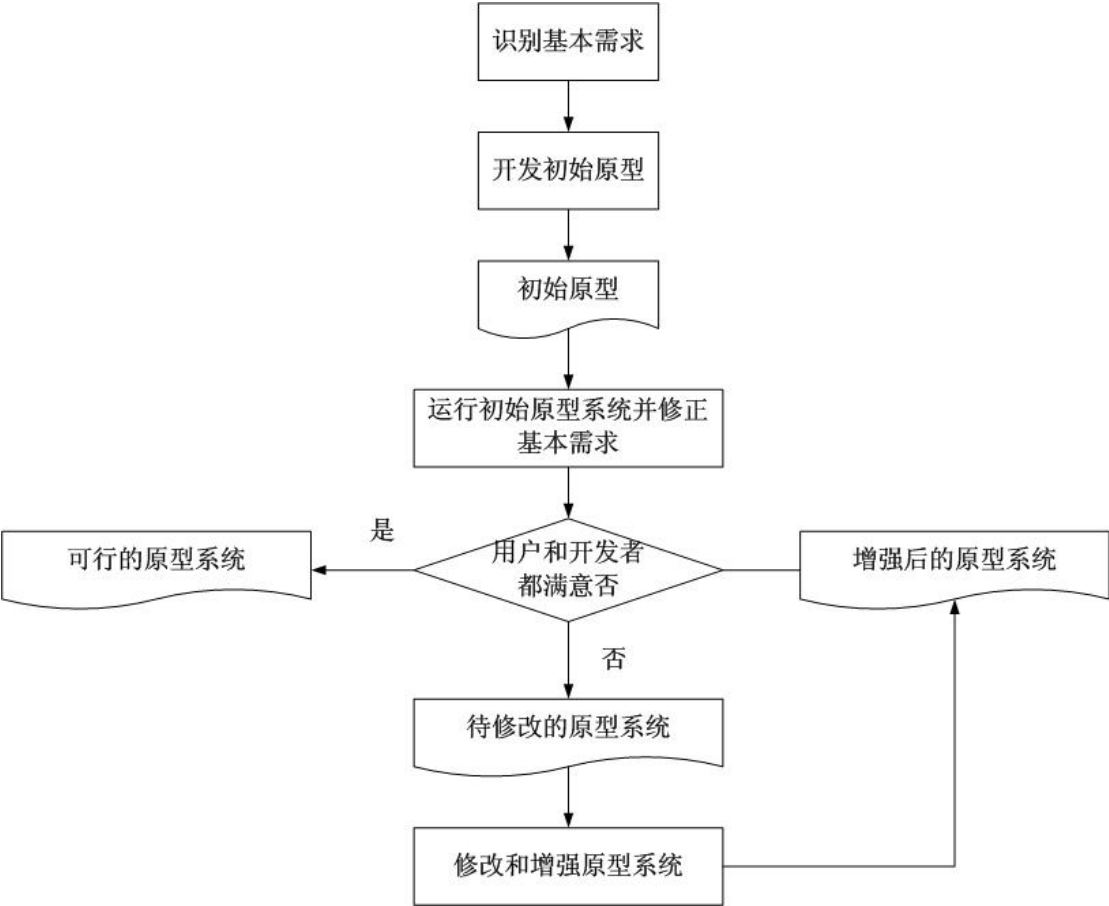 识别基本需求
开发初始原型
初始原型
运行初始原型系统并修正
基本需求
是
可行的原型系统
用户和开发者
都满意否
增强后的原型系统
否
待修改的原型系统
修改和增强原型系统